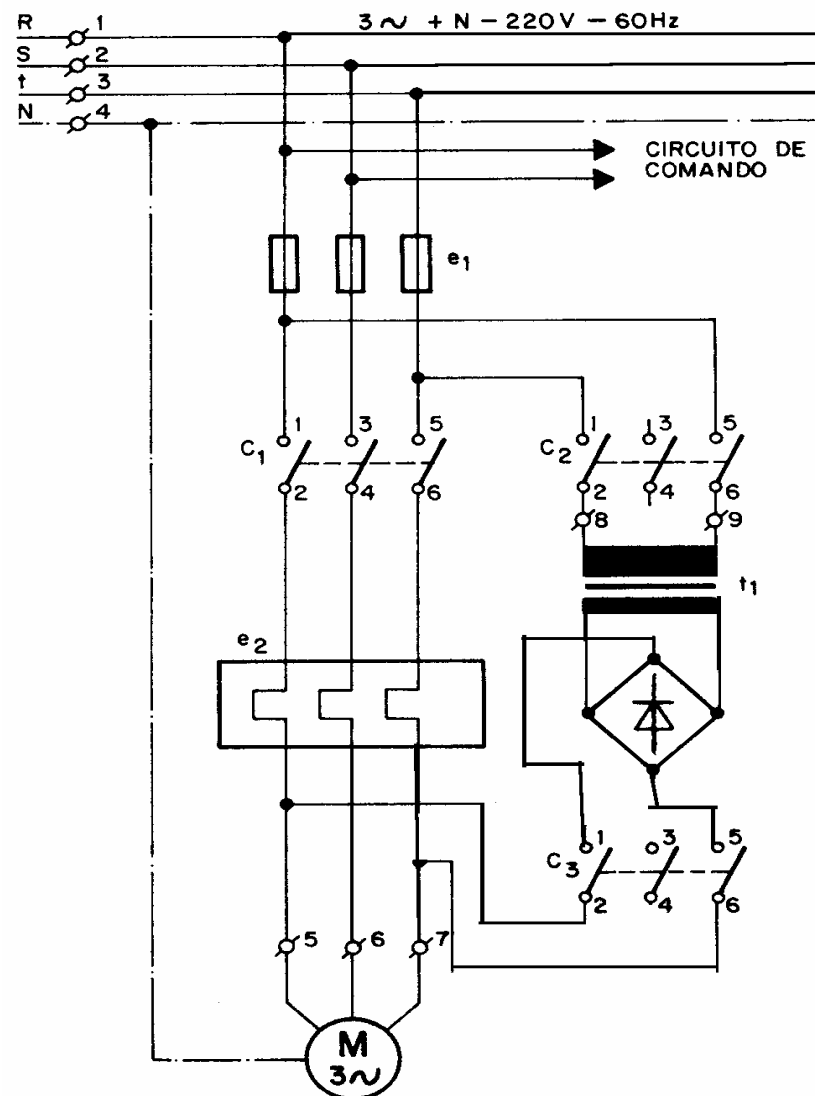 R 1 3 ~ + N - 220V - 60Hz
S 2
t 3
N 4
CIRCUITO DE
COMANDO
e1
1 3 5 1 3 5
C1 C2
2 4 6 2 4 6
8 9
t1
e2
1 3 5
C3
2 4 6
5 6 7
M
3~